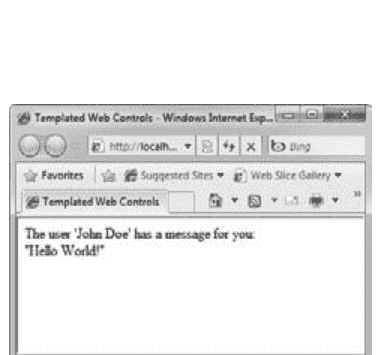 Templated Web Controls - Windows Internet Exp...
http://localh...
Bing
Favorites Suggested Sites Web Slice Gallery
Templated Web Controls
The user 'John Doe' has a message for you:
"Hello World!"